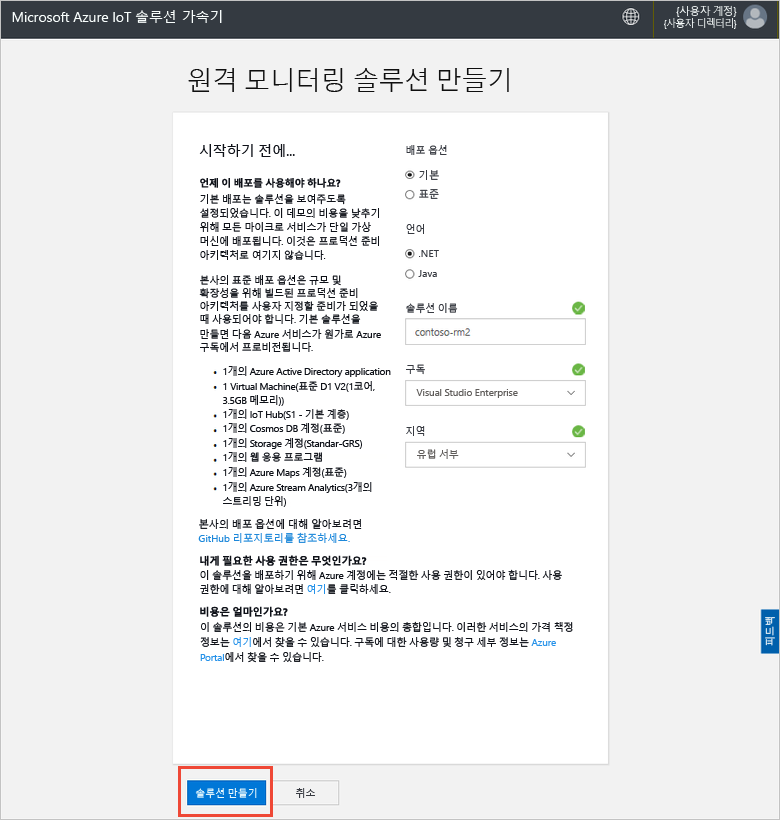 Microsoft Azure IoT 솔루션 가속기
{사용자 계정}
{사용자 디렉터리}
원격 모니터링 솔루션 만들기
시작하기 전에...
언제 이 배포를 사용해야 하나요?
기본 배포는 솔루션을 보여주도록
설정되었습니다. 이 데모의 비용을 낮추기
위해 모든 마이크로 서비스가 단일 가상
머신에 배포됩니다. 이것은 프로덕션 준비
아키텍처로 여기지 않습니다.
본사의 표준 배포 옵션은 규모 및
확장성을 위해 빌드된 프로덕션 준비
아키텍처를 사용자 지정할 준비가 되었을
때 사용되어야 합니다. 기본 솔루션을
만들면 다음 Azure 서비스가 원가로 Azure
구독에서 프로비전됩니다.
• 1개의 Azure Active Directory application
• 1 Virtual Machine(표준 D1 V2(1코어,
3.5GB 메모리))
• 1개의 IoT Hub(S1 - 기본 계층)
• 1개의 Cosmos DB 계정(표준)
• 1개의 Storage 계정(Standar-GRS)
• 1개의 웹 응용 프로그램
• 1개의 Azure Maps 계정(표준)
• 1개의 Azure Stream Analytics(3개의
스트리밍 단위)
본사의 배포 옵션에 대해 알아보려면
GitHub 리포지토리를 참조하세요.
배포 옵션
기본
표준
언어
.NET
Java
솔루션 이름
contoso-rm2
구독
Visual Studio Enterprise
지역
유럽 서부
내게 필요한 사용 권한은 무엇인가요?
이 솔루션을 배포하기 위해 Azure 계정에는 적절한 사용 권한이 있어야 합니다. 사용
권한에 대해 알아보려면 여기를 클릭하세요.
비용은 얼마인가요?
이 솔루션의 비용은 기본 Azure 서비스 비용의 총합입니다. 이러한 서비스의 가격 책정
정보는 여기에서 찾을 수 있습니다. 구독에 대한 사용량 및 청구 세부 정보는 Azure
Portal에서 찾을 수 있습니다.
피드백
솔루션 만들기
취소